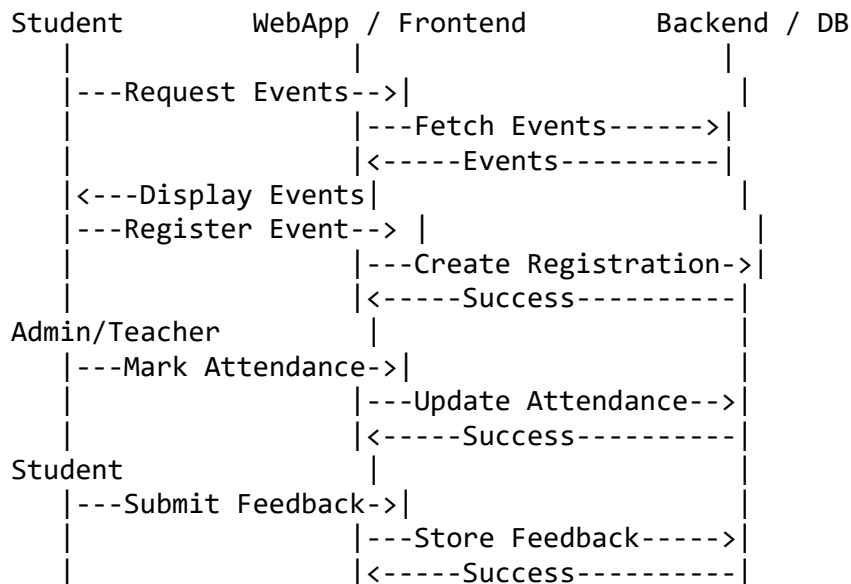 Student        WebApp / Frontend        Backend / DB
   |                 |                      |
   |---Request Events-->|                    |
   |                 |---Fetch Events------>|
   |                 |<-----Events----------|
   |<---Display Events|                      |
   |---Register Event--> |                    |
   |                 |---Create Registration->|
   |                 |<-----Success----------|
Admin/Teacher         |                      |
   |---Mark Attendance->|                    |
   |                 |---Update Attendance-->|
   |                 |<-----Success----------|
Student               |                      |
   |---Submit Feedback->|                    |
   |                 |---Store Feedback----->|
   |                 |<-----Success----------|